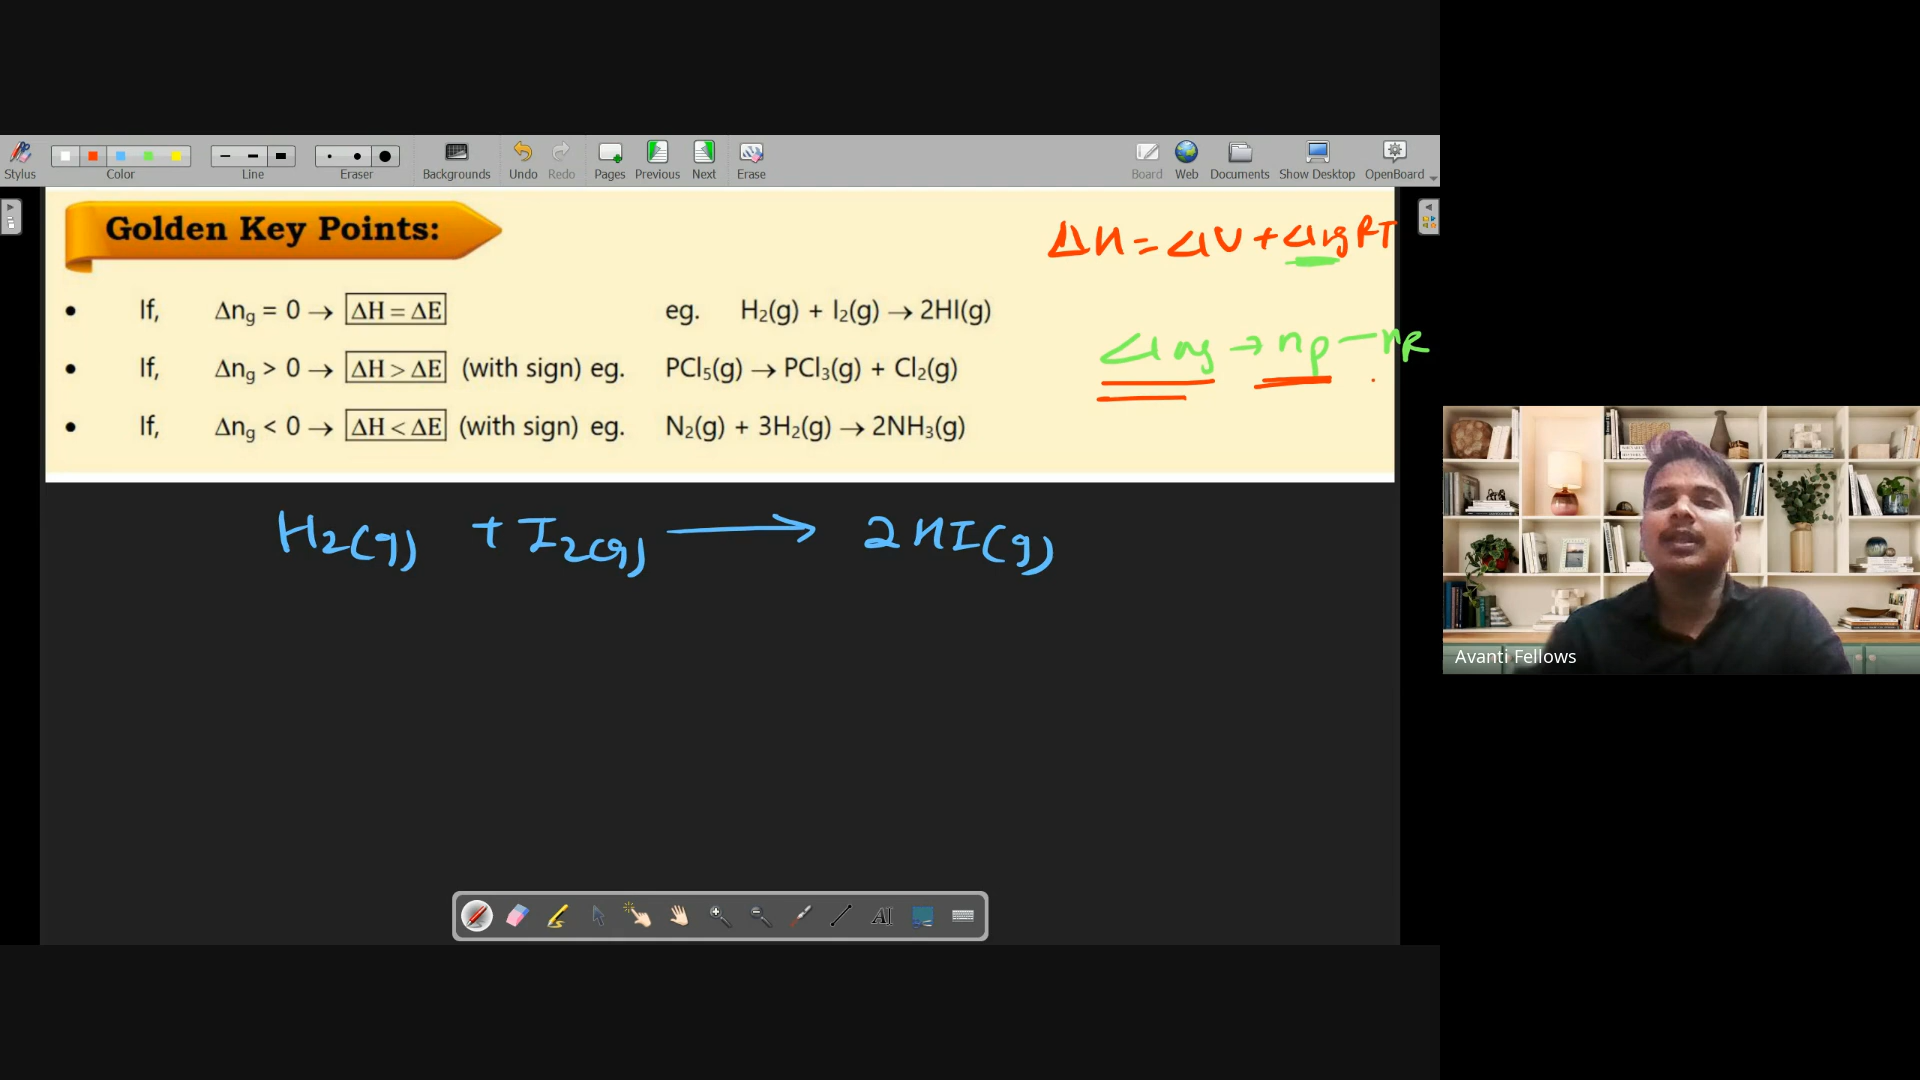 Stylus Color Line Eraser Backgrounds Undo Redo Pages Previous Next Erase Board Web Documents Show Desktop OpenBoard
Golden Key Points:
ΔH = ΔU + Δng RT
• If, Δng = 0 → ΔH = ΔE eg. H₂(g) + I₂(g) → 2HI(g)
Δng → nP − nR
• If, Δng > 0 → ΔH > ΔE (with sign) eg. PCl₅(g) → PCl₃(g) + Cl₂(g)
• If, Δng < 0 → ΔH < ΔE (with sign) eg. N₂(g) + 3H₂(g) → 2NH₃(g)
H₂(g) + I₂(g) ⟶ 2HI(g)
Avanti Fellows
AI